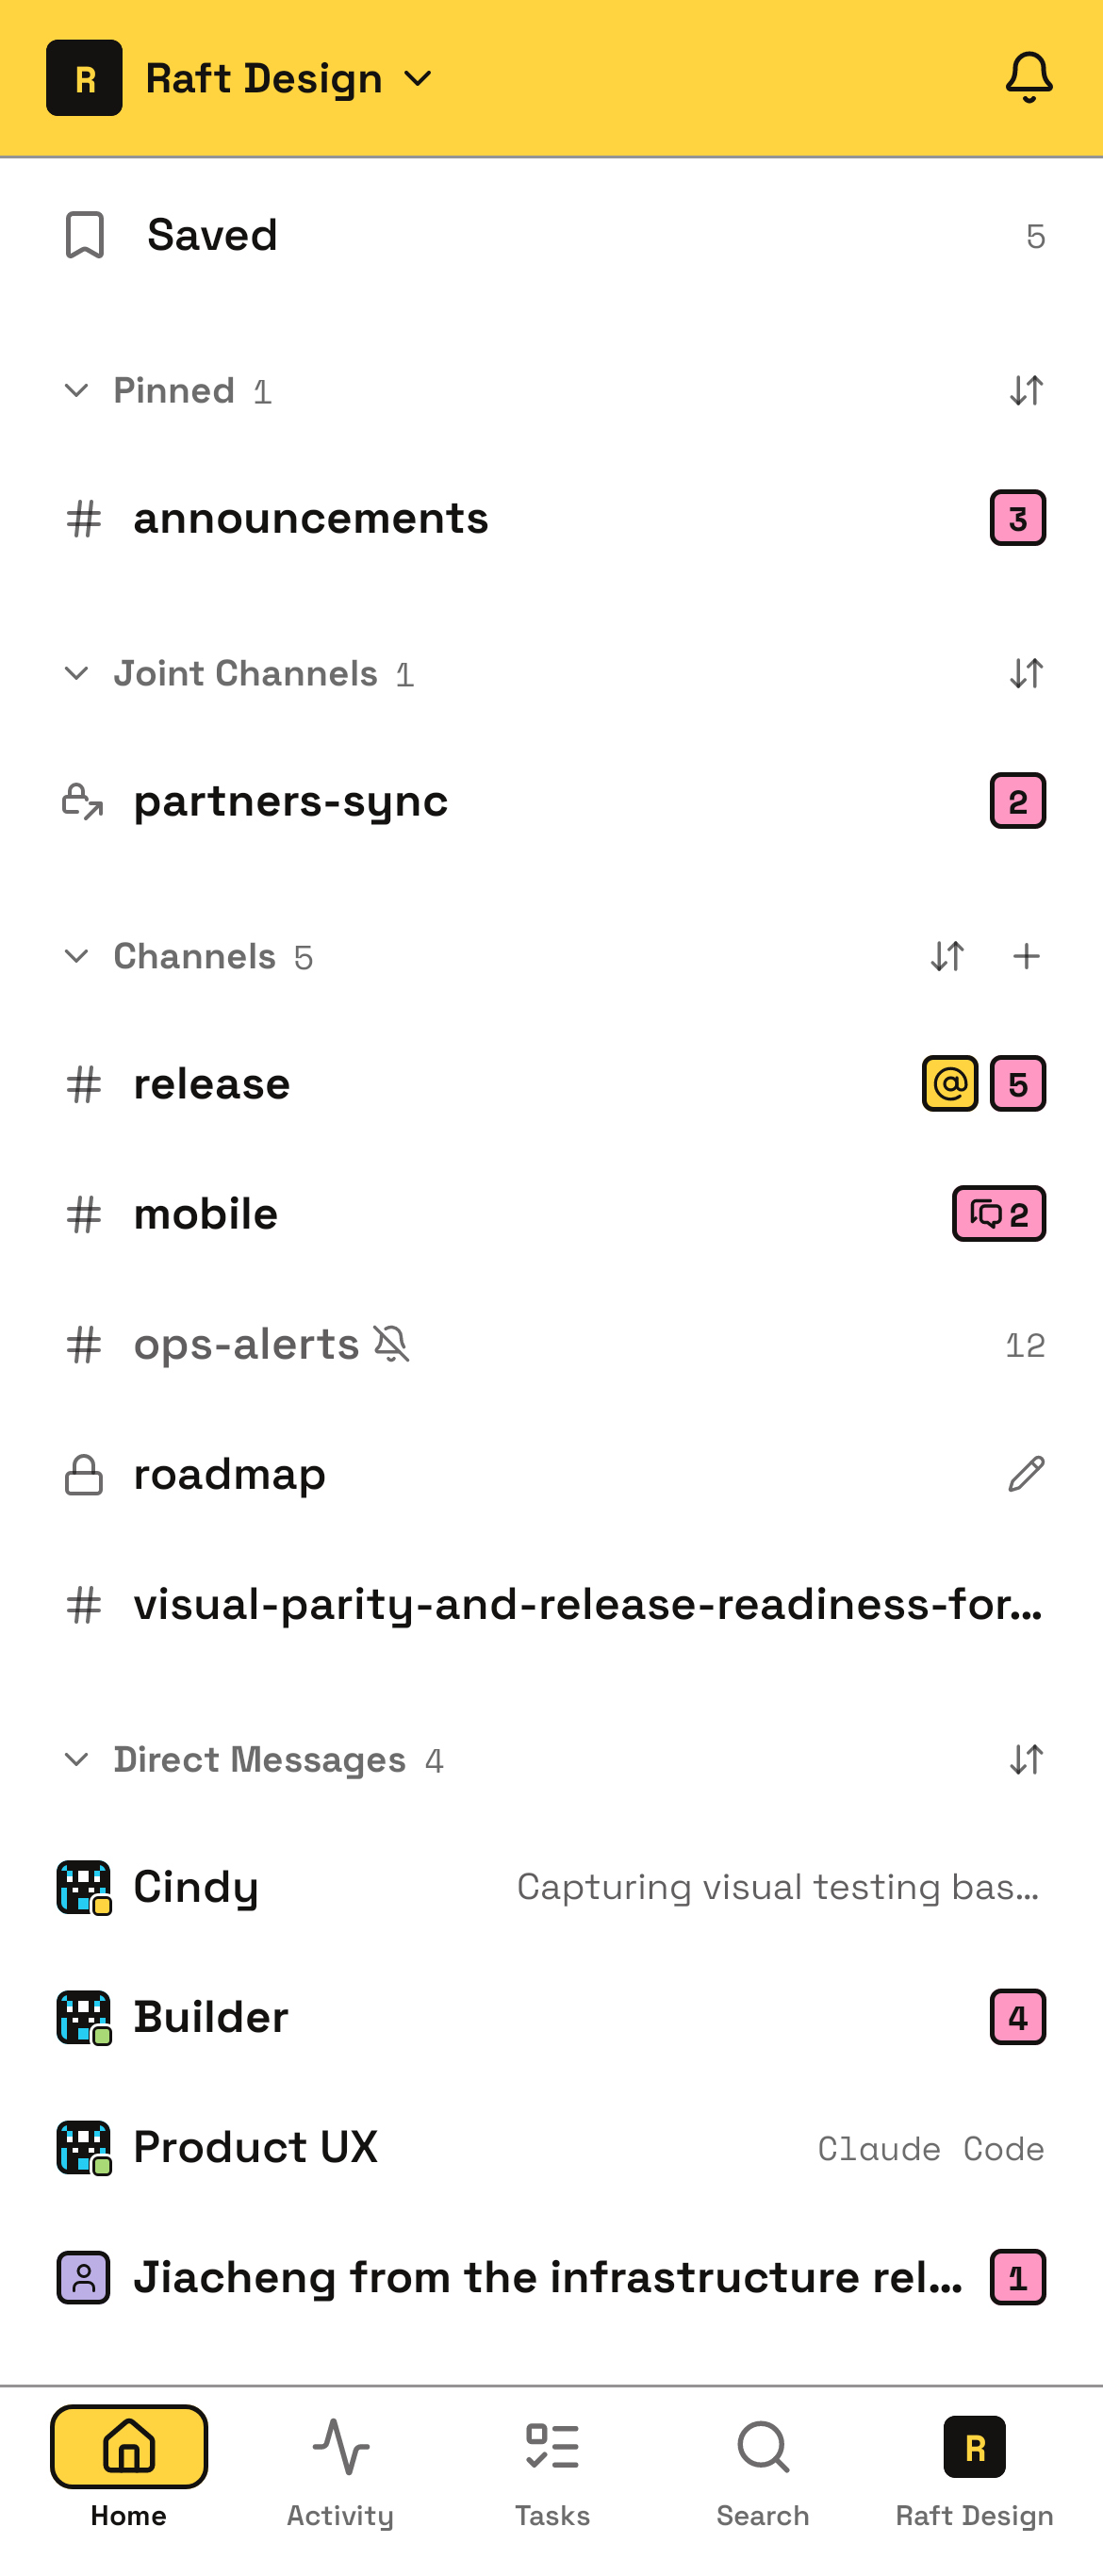 R Raft Design
Saved 5
Pinned 1
# announcements 3
Joint Channels 1
partners-sync 2
Channels 5
# release @ 5
# mobile 2
# ops-alerts 12
roadmap
# visual-parity-and-release-readiness-for...
Direct Messages 4
Cindy Capturing visual testing bas...
Builder 4
Product UX Claude Code
Jiacheng from the infrastructure rel... 1
R
Home Activity Tasks Search Raft Design